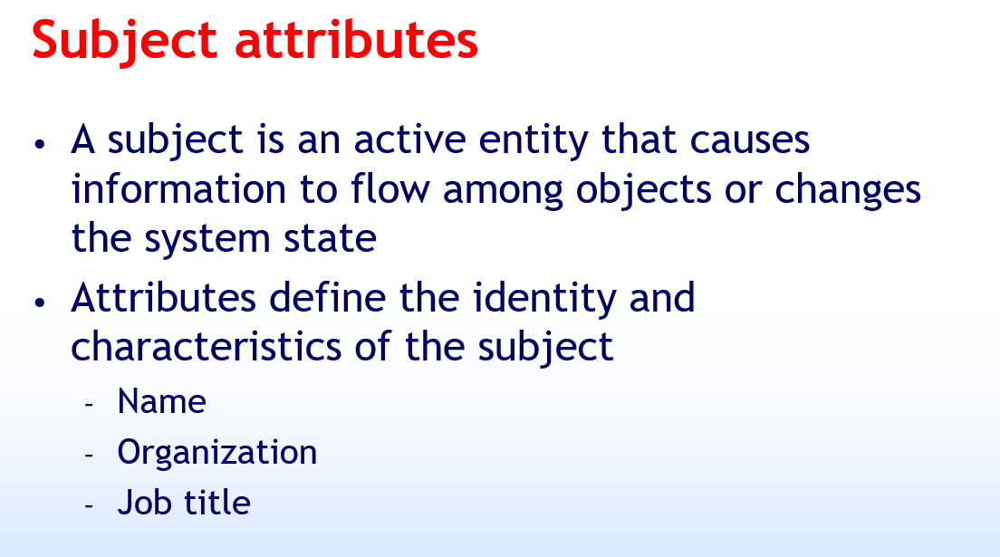 Subject attributes
• A subject is an active entity that causes
information to flow among objects or changes
the system state
• Attributes define the identity and
characteristics of the subject
– Name
– Organization
– Job title